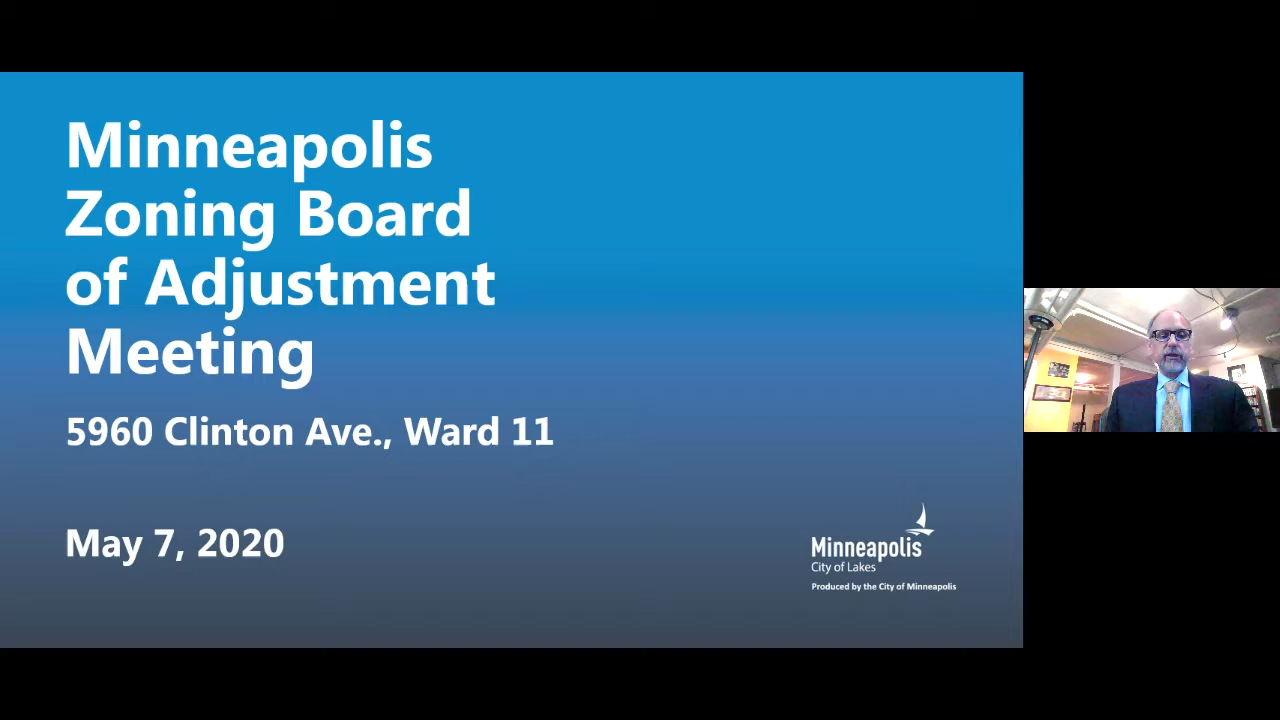 Minneapolis
Zoning Board
of Adjustment
Meeting
5960 Clinton Ave., Ward 11
May 7, 2020
Minneapolis
City of Lakes
Produced by the City of Minneapolis